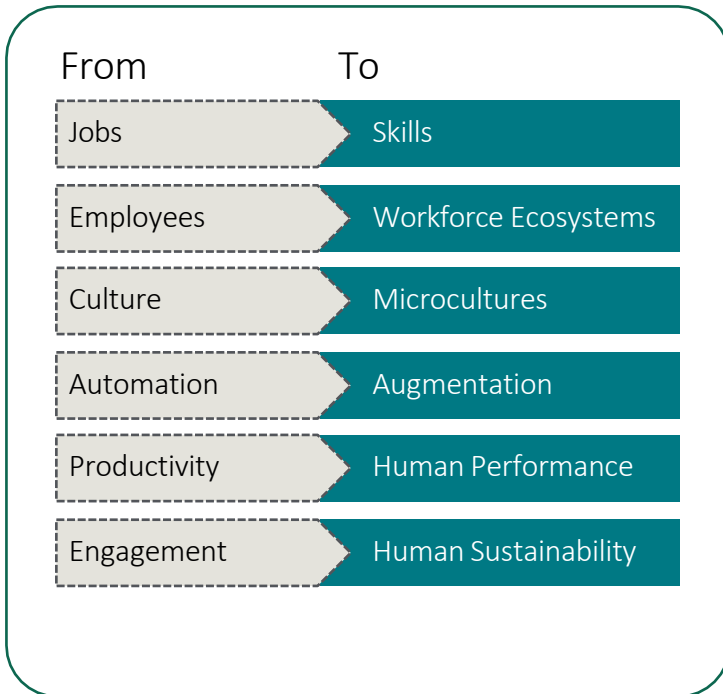 From To
Jobs Skills
Employees Workforce Ecosystems
Culture Microcultures
Automation Augmentation
Productivity Human Performance
Engagement Human Sustainability